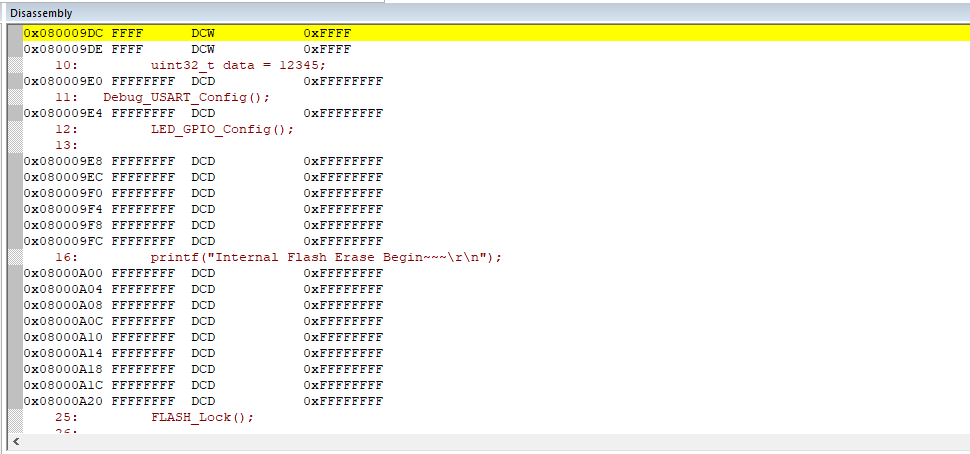 Disassembly
0x080009DC FFFF DCW 0xFFFF
0x080009DE FFFF DCW 0xFFFF
10: uint32_t data = 12345;
0x080009E0 FFFFFFFF DCD 0xFFFFFFFF
11: Debug_USART_Config();
0x080009E4 FFFFFFFF DCD 0xFFFFFFFF
12: LED_GPIO_Config();
13:
0x080009E8 FFFFFFFF DCD 0xFFFFFFFF
0x080009EC FFFFFFFF DCD 0xFFFFFFFF
0x080009F0 FFFFFFFF DCD 0xFFFFFFFF
0x080009F4 FFFFFFFF DCD 0xFFFFFFFF
0x080009F8 FFFFFFFF DCD 0xFFFFFFFF
0x080009FC FFFFFFFF DCD 0xFFFFFFFF
16: printf("Internal Flash Erase Begin~~~\r\n");
0x08000A00 FFFFFFFF DCD 0xFFFFFFFF
0x08000A04 FFFFFFFF DCD 0xFFFFFFFF
0x08000A08 FFFFFFFF DCD 0xFFFFFFFF
0x08000A0C FFFFFFFF DCD 0xFFFFFFFF
0x08000A10 FFFFFFFF DCD 0xFFFFFFFF
0x08000A14 FFFFFFFF DCD 0xFFFFFFFF
0x08000A18 FFFFFFFF DCD 0xFFFFFFFF
0x08000A1C FFFFFFFF DCD 0xFFFFFFFF
0x08000A20 FFFFFFFF DCD 0xFFFFFFFF
25: FLASH_Lock();